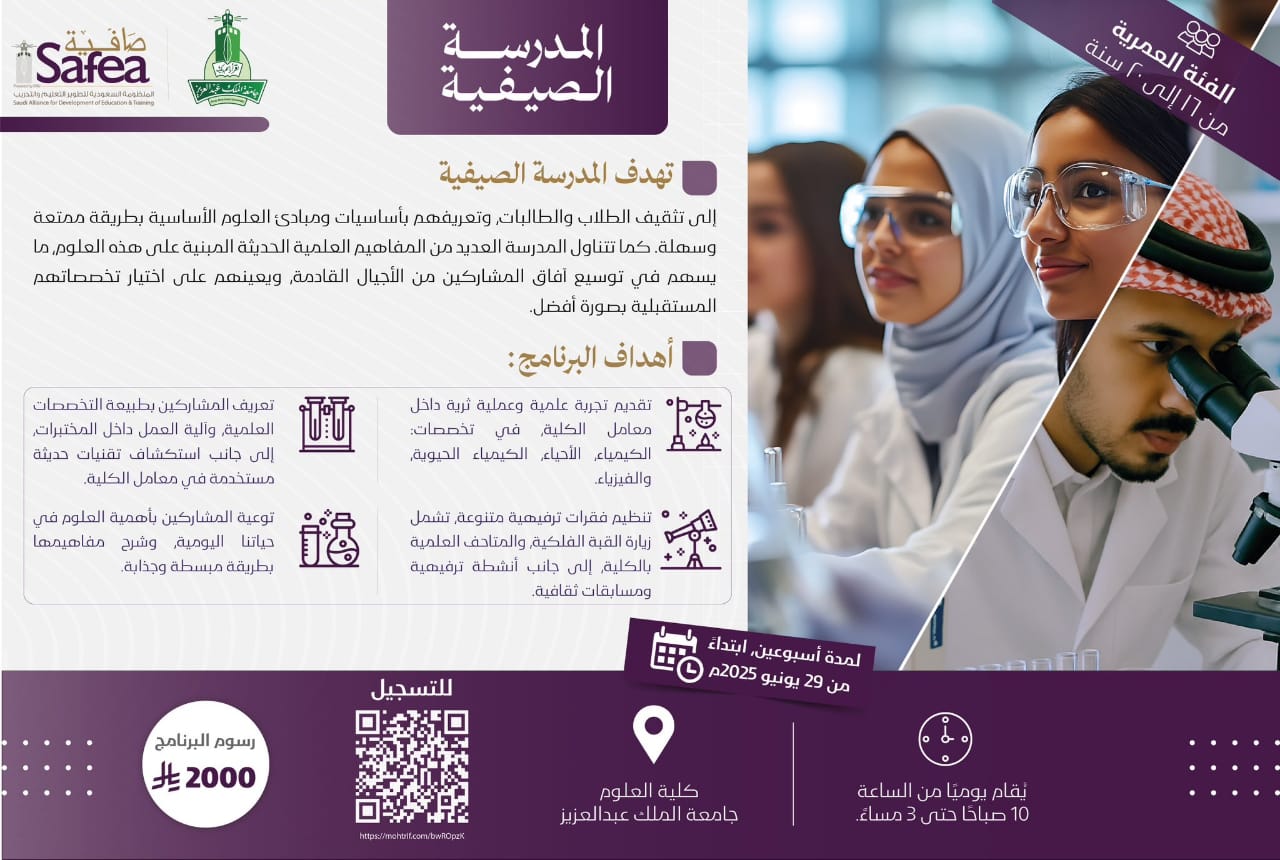 صافية
Safea
المنظومة السعودية لتطوير التعليم والتدريب
Saudi Alliance for Development of Education & Training
جامعة الملك عبدالعزيز
المدرسة
الصيفية
الفئة العمرية
من ١٦ إلى ٢٠ سنة
تهدف المدرسة الصيفية
إلى تثقيف الطلاب والطالبات، وتعريفهم بأساسيات ومبادئ العلوم الأساسية بطريقة ممتعة
وسهلة. كما تتناول المدرسة العديد من المفاهيم العلمية الحديثة المبنية على هذه العلوم، ما
يسهم في توسيع آفاق المشاركين من الأجيال القادمة، ويعينهم على اختيار تخصصاتهم
المستقبلية بصورة أفضل.
أهداف البرنامج:
تقديم تجربة علمية وعملية ثرية داخل
معامل الكلية، في تخصصات:
الكيمياء، الأحياء، الكيمياء الحيوية،
والفيزياء.
تعريف المشاركين بطبيعة التخصصات
العلمية، وآلية العمل داخل المختبرات،
إلى جانب استكشاف تقنيات حديثة
مستخدمة في معامل الكلية.
تنظيم فقرات ترفيهية متنوعة، تشمل
زيارة القبة الفلكية، والمتاحف العلمية
بالكلية، إلى جانب أنشطة ترفيهية
ومسابقات ثقافية.
توعية المشاركين بأهمية العلوم في
حياتنا اليومية، وشرح مفاهيمها
بطريقة مبسطة وجذابة.
لمدة أسبوعين، ابتداءً
من 29 يونيو 2025م
يُقام يوميًا من الساعة
10 صباحًا حتى 3 مساءً.
كلية العلوم
جامعة الملك عبدالعزيز
للتسجيل
https://mohtrif.com/bwROpzK
رسوم البرنامج
2000